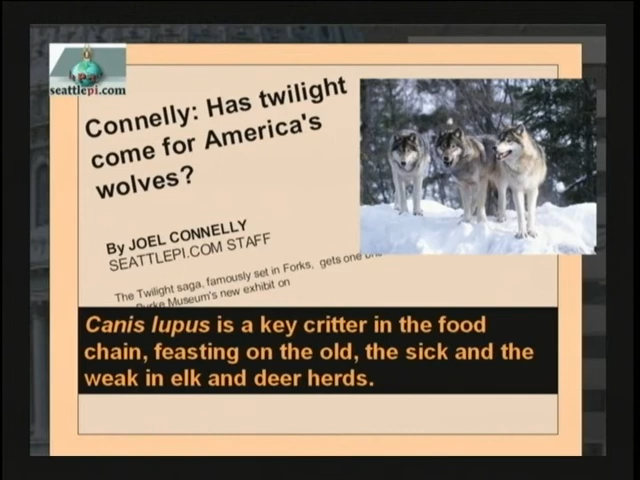 seattlepi.com
Connelly: Has twilight
come for America's
wolves?
By JOEL CONNELLY
SEATTLEPI.COM STAFF
The Twilight saga, famously set in Forks, gets one
Burke Museum's new exhibit on
Canis lupus is a key critter in the food
chain, feasting on the old, the sick and the
weak in elk and deer herds.